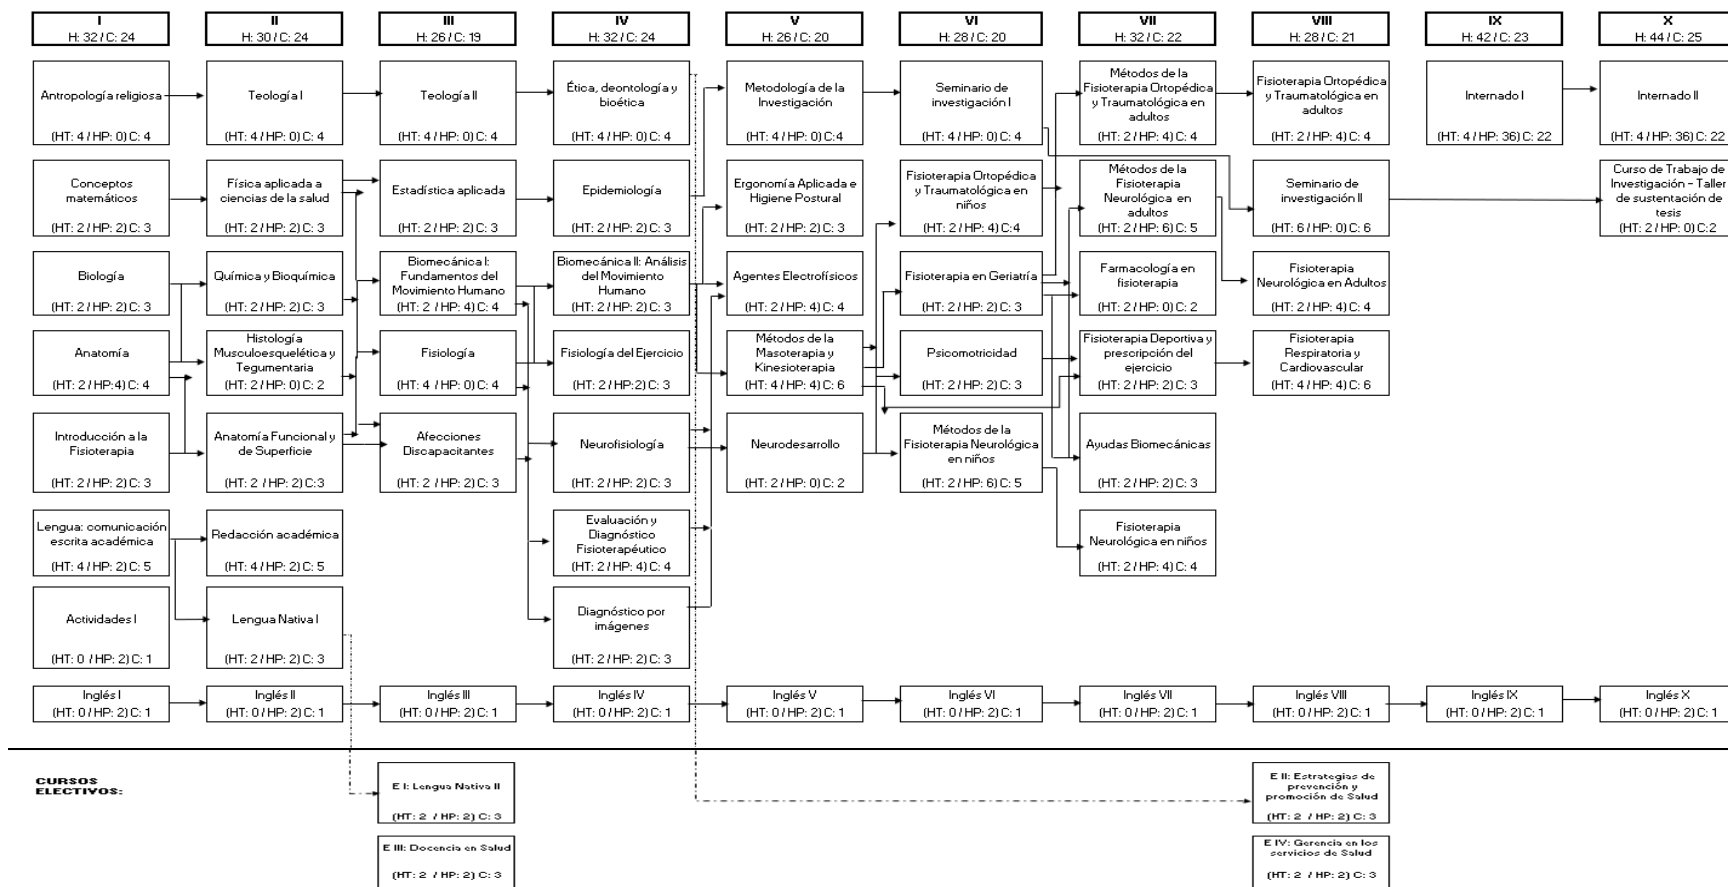 I
H: 32 / C: 24
II
H: 30 / C: 24
III
H: 26 / C: 19
IV
H: 32 / C: 24
V
H: 26 / C: 20
VI
H: 28 / C: 20
VII
H: 32 / C: 22
VIII
H: 28 / C: 21
IX
H: 42 / C: 23
X
H: 44 / C: 25
Antropología religiosa
(HT: 4 / HP: 0) C: 4
Teología I
(HT: 4 / HP: 0) C: 4
Teología II
(HT: 4 / HP: 0) C: 4
Ética, deontología y
bioética
(HT: 4 / HP: 0) C: 4
Metodología de la
Investigación
(HT: 4 / HP: 0)C:4
Seminario de
investigación I
(HT: 4 / HP: 0) C: 4
Métodos de la
Fisioterapia Ortopédica
y Traumatológica en
adultos
(HT: 2 / HP: 4) C: 4
Fisioterapia Ortopédica
y Traumatológica en
adultos
(HT: 2 / HP: 4) C: 4
Internado I
(HT: 4 / HP: 36) C: 22
Internado II
(HT: 4 / HP: 36) C: 22
Conceptos
matemáticos
(HT: 2 / HP: 2) C: 3
Física aplicada a
ciencias de la salud
(HT: 2 / HP: 2) C: 3
Estadística aplicada
(HT: 2 / HP: 2) C: 3
Epidemiología
(HT: 2 / HP: 2) C: 3
Ergonomía Aplicada e
Higiene Postural
(HT: 2 / HP: 2) C: 3
Fisioterapia Ortopédica
y Traumatológica en
niños
(HT: 2 / HP: 4) C:4
Métodos de la
Fisioterapia
Neurológica en
adultos
(HT: 2 / HP: 6) C: 5
Seminario de
investigación II
(HT: 6 / HP: 0) C: 6
Curso de Trabajo de
Investigación - Taller
de sustentación de
tesis
(HT: 2 / HP: 0) C:2
Biología
(HT: 2 / HP: 2) C: 3
Química y Bioquímica
(HT: 2 / HP: 2) C: 3
Biomecánica I:
Fundamentos del
Movimiento Humano
(HT: 2 / HP: 4) C: 4
Biomecánica II: Análisis
del Movimiento
Humano
(HT: 2 / HP: 2) C: 3
Agentes Electrofísicos
(HT: 2 / HP: 4) C: 4
Fisioterapia en Geriatría
(HT: 2 / HP: 2) C: 3
Farmacología en
fisioterapia
(HT: 2 / HP: 0) C: 2
Fisioterapia
Neurológica en Adultos
(HT: 2 / HP: 4) C: 4
Anatomía
(HT: 2 / HP:4) C: 4
Histología
Musculoesquelética y
Tegumentaria
(HT: 2 / HP: 0) C: 2
Fisiología
(HT: 4 / HP: 0) C: 4
Fisiología del Ejercicio
(HT: 2 / HP:2) C: 3
Métodos de la
Masoterapia y
Kinesioterapia
(HT: 4 / HP: 4) C: 6
Psicomotricidad
(HT: 2 / HP: 2) C: 3
Fisioterapia Deportiva y
prescripción del
ejercicio
(HT: 2 / HP: 2) C: 3
Fisioterapia
Respiratoria y
Cardiovascular
(HT: 4 / HP: 4) C: 6
Introducción a la
Fisioterapia
(HT: 2 / HP: 2) C: 3
Anatomía Funcional y
de Superficie
(HT: 2 / HP: 2) C:3
Afecciones
Discapacitantes
(HT: 2 / HP: 2) C: 3
Neurofisiología
(HT: 2 / HP: 2) C: 3
Neurodesarrollo
(HT: 2 / HP: 0) C: 2
Métodos de la
Fisioterapia Neurológica
en niños
(HT: 2 / HP: 6) C: 5
Ayudas Biomecánicas
(HT: 2 / HP: 2) C: 3
Lengua: comunicación
escrita académica
(HT: 4 / HP: 2) C: 5
Redacción académica
(HT: 4 / HP: 2) C: 5
Evaluación y
Diagnóstico
Fisioterapéutico
(HT: 2 / HP: 4) C: 4
Fisioterapia
Neurológica en niños
(HT: 2 / HP: 4) C: 4
Actividades I
(HT: 0 / HP: 2) C: 1
Lengua Nativa I
(HT: 2 / HP: 2) C: 3
Diagnóstico por
imágenes
(HT: 2 / HP: 2) C: 3
Inglés I
(HT: 0 / HP: 2) C: 1
Inglés II
(HT: 0 / HP: 2) C: 1
Inglés III
(HT: 0 / HP: 2) C: 1
Inglés IV
(HT: 0 / HP: 2) C: 1
Inglés V
(HT: 0 / HP: 2) C: 1
Inglés VI
(HT: 0 / HP: 2) C: 1
Inglés VII
(HT: 0 / HP: 2) C: 1
Inglés VIII
(HT: 0 / HP: 2) C: 1
Inglés IX
(HT: 0 / HP: 2) C: 1
Inglés X
(HT: 0 / HP: 2) C: 1
CURSOS
ELECTIVOS:
E I: Lengua Nativa II
(HT: 2 / HP: 2) C: 3
E II: Estrategias de
prevención y
promoción de Salud
(HT: 2 / HP: 2) C: 3
E III: Docencia en Salud
(HT: 2 / HP: 2) C: 3
E IV: Gerencia en los
servicios de Salud
(HT: 2 / HP: 2) C: 3